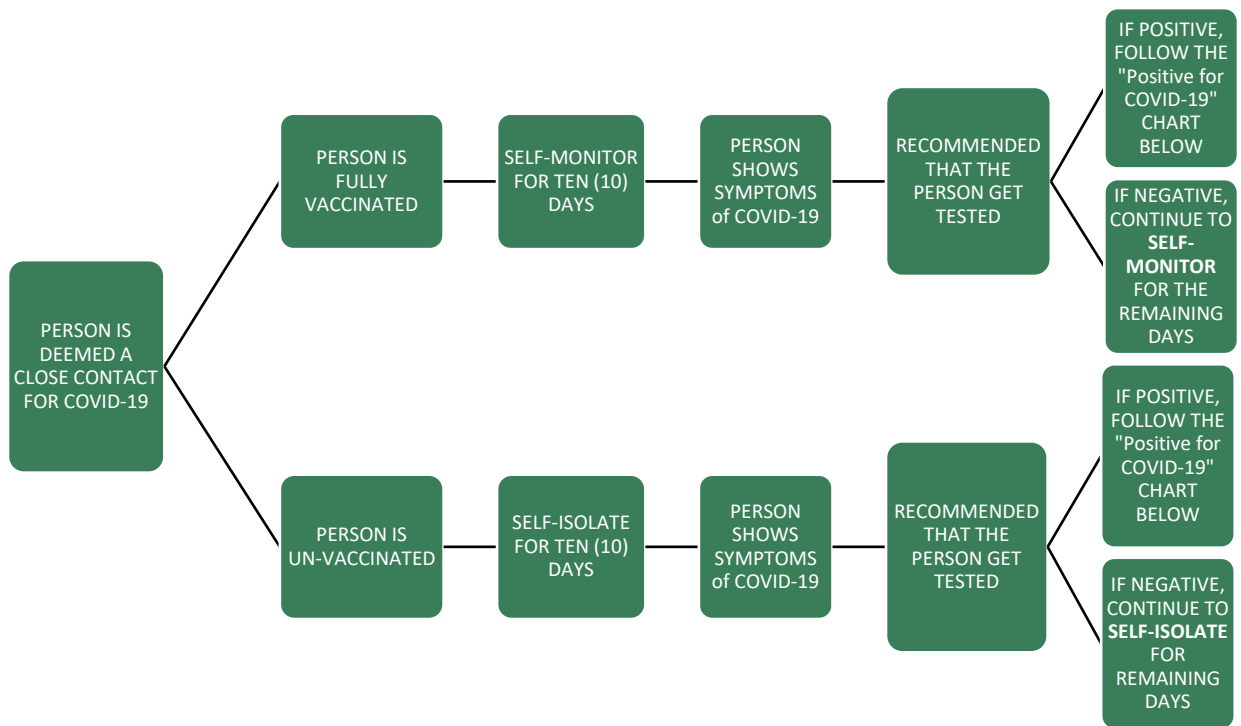 PERSON IS
DEEMED A
CLOSE CONTACT
FOR COVID-19
PERSON IS
FULLY
VACCINATED
SELF-MONITOR
FOR TEN (10)
DAYS
PERSON
SHOWS
SYMPTOMS
of COVID-19
RECOMMENDED
THAT THE
PERSON GET
TESTED
IF POSITIVE,
FOLLOW THE
"Positive for
COVID-19"
CHART
BELOW
IF NEGATIVE,
CONTINUE TO
SELF-
MONITOR
FOR THE
REMAINING
DAYS
PERSON IS
UN-VACCINATED
SELF-ISOLATE
FOR TEN (10)
DAYS
PERSON
SHOWS
SYMPTOMS
of COVID-19
RECOMMENDED
THAT THE
PERSON GET
TESTED
IF POSITIVE,
FOLLOW THE
"Positive for
COVID-19"
CHART
BELOW
IF NEGATIVE,
CONTINUE TO
SELF-ISOLATE
FOR
REMAINING
DAYS